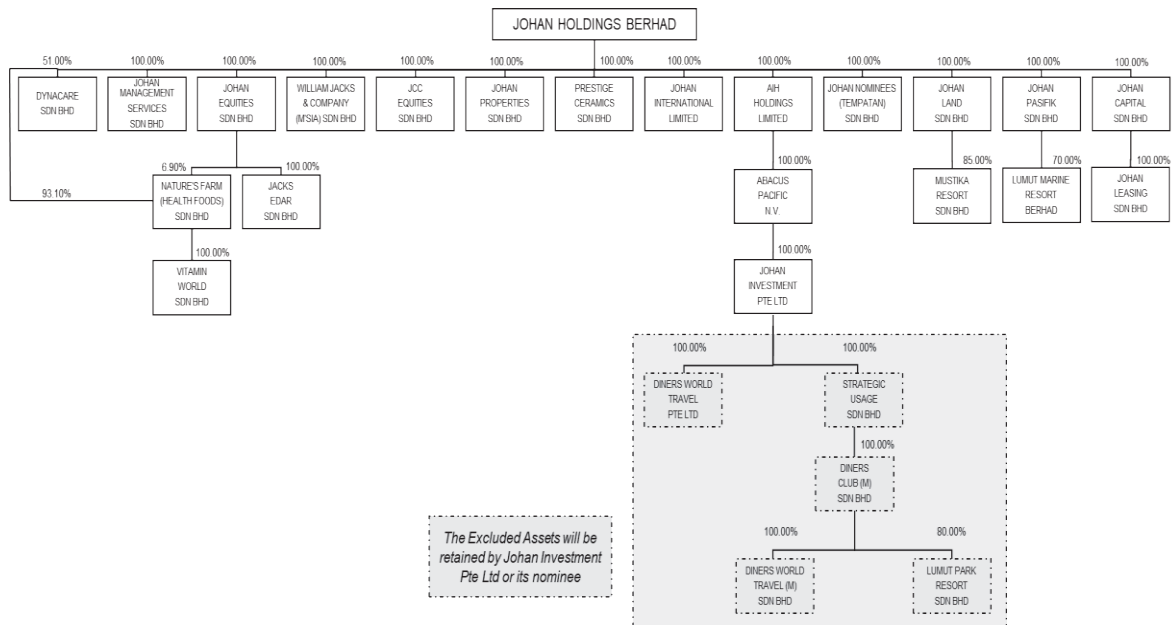 JOHAN HOLDINGS BERHAD
51.00%
100.00%
100.00%
100.00%
100.00%
100.00%
100.00%
100.00%
100.00%
100.00%
100.00%
100.00%
100.00%
DYNACARE
SDN BHD
JOHAN
MANAGEMENT
SERVICES
SDN BHD
JOHAN
EQUITIES
SDN BHD
WILLIAM JACKS
& COMPANY
(M'SIA) SDN BHD
JCC
EQUITIES
SDN BHD
JOHAN
PROPERTIES
SDN BHD
PRESTIGE
CERAMICS
SDN BHD
JOHAN
INTERNATIONAL
LIMITED
AIH
HOLDINGS
LIMITED
JOHAN NOMINEES
(TEMPATAN)
SDN BHD
JOHAN
LAND
SDN BHD
JOHAN
PASIFIK
SDN BHD
JOHAN
CAPITAL
SDN BHD
93.10%
6.90%
100.00%
100.00%
85.00%
70.00%
100.00%
NATURE'S FARM
(HEALTH FOODS)
SDN BHD
JACKS
EDAR
SDN BHD
ABACUS
PACIFIC
N.V.
MUSTIKA
RESORT
SDN BHD
LUMUT MARINE
RESORT
BERHAD
JOHAN
LEASING
SDN BHD
100.00%
100.00%
VITAMIN
WORLD
SDN BHD
JOHAN
INVESTMENT
PTE LTD
100.00%
100.00%
DINERS WORLD
TRAVEL
PTE LTD
STRATEGIC
USAGE
SDN BHD
100.00%
DINERS
CLUB (M)
SDN BHD
100.00%
80.00%
DINERS WORLD
TRAVEL (M)
SDN BHD
LUMUT PARK
RESORT
SDN BHD
The Excluded Assets will be
retained by Johan Investment
Pte Ltd or its nominee